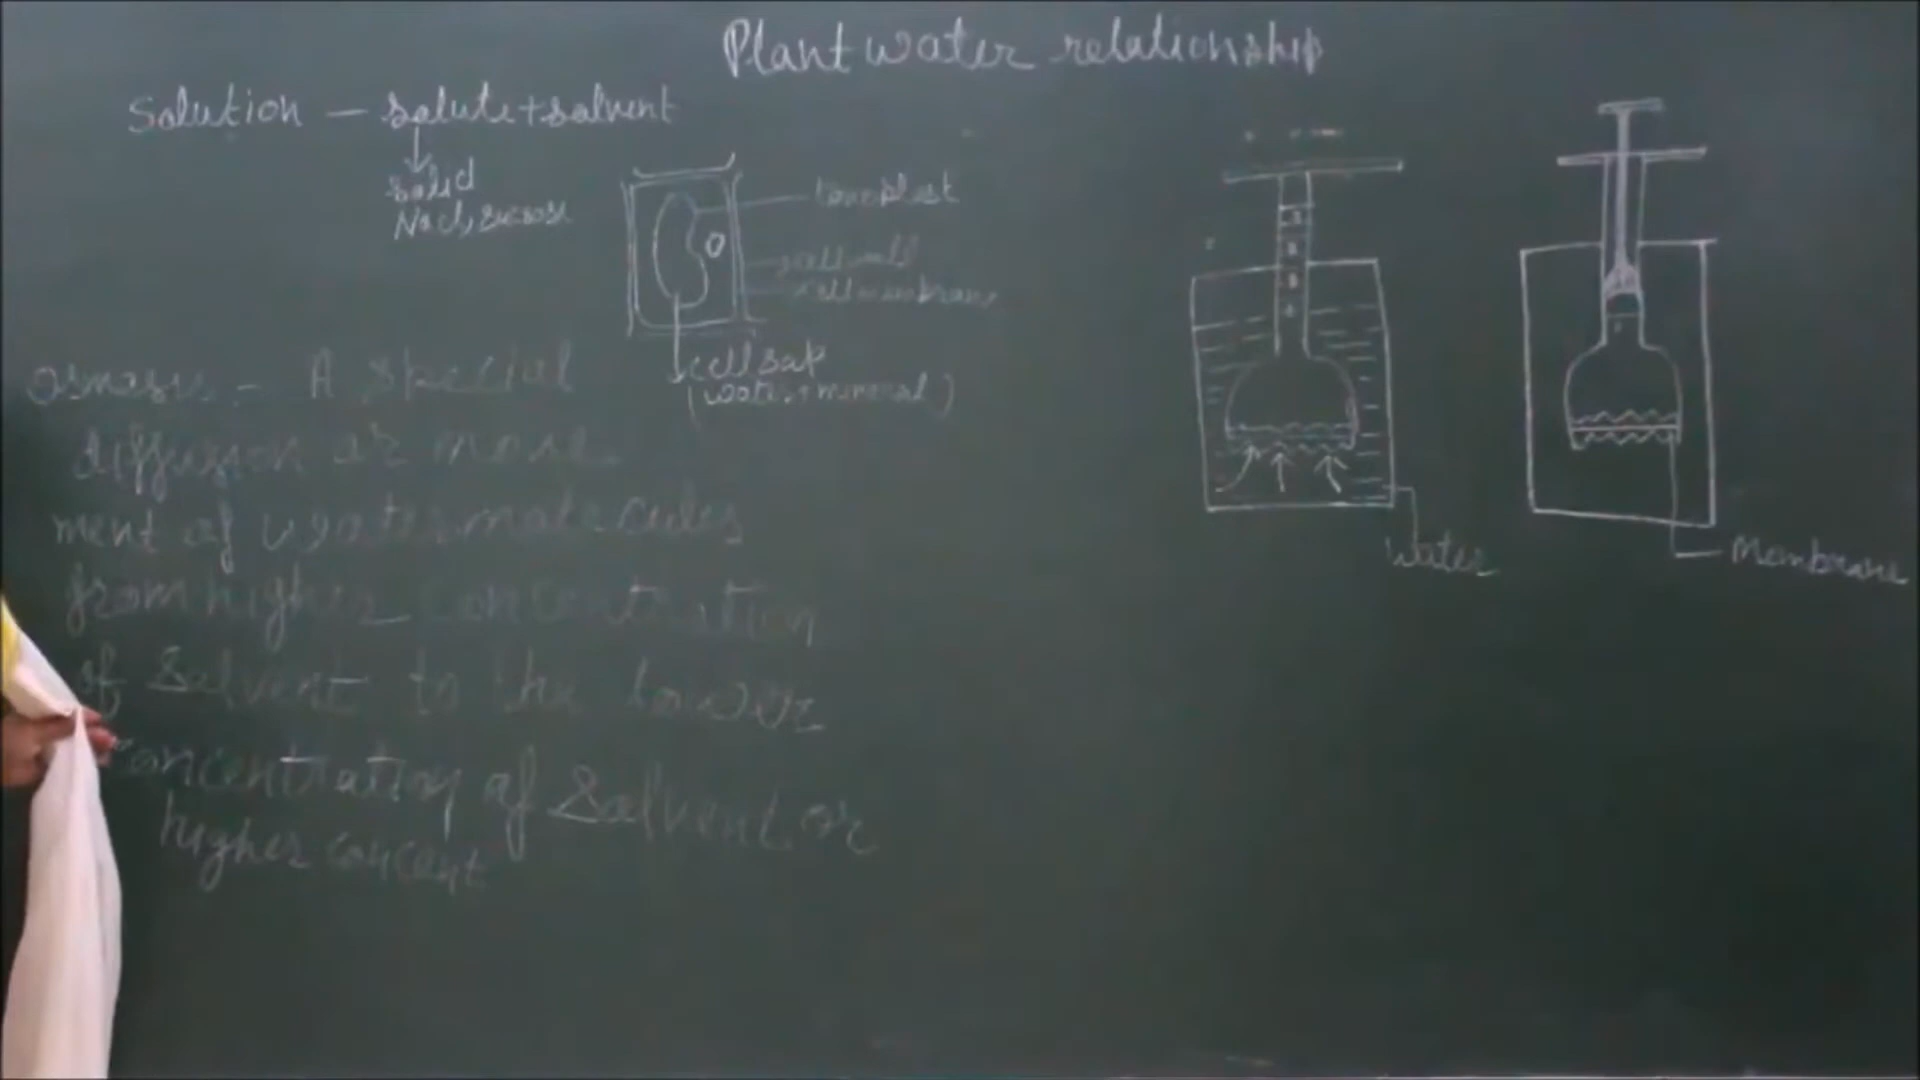 Plant water relationship
Solution - solute + solvent
solid
NaCl, sucrose
tonoplast
cell wall
cell membrane
cell sap
(water + mineral)
Osmosis - A special
diffusion or move
ment of water molecules
from higher concentration
of solvent to the lower
concentration of solvent or
higher concent
water
Membrane